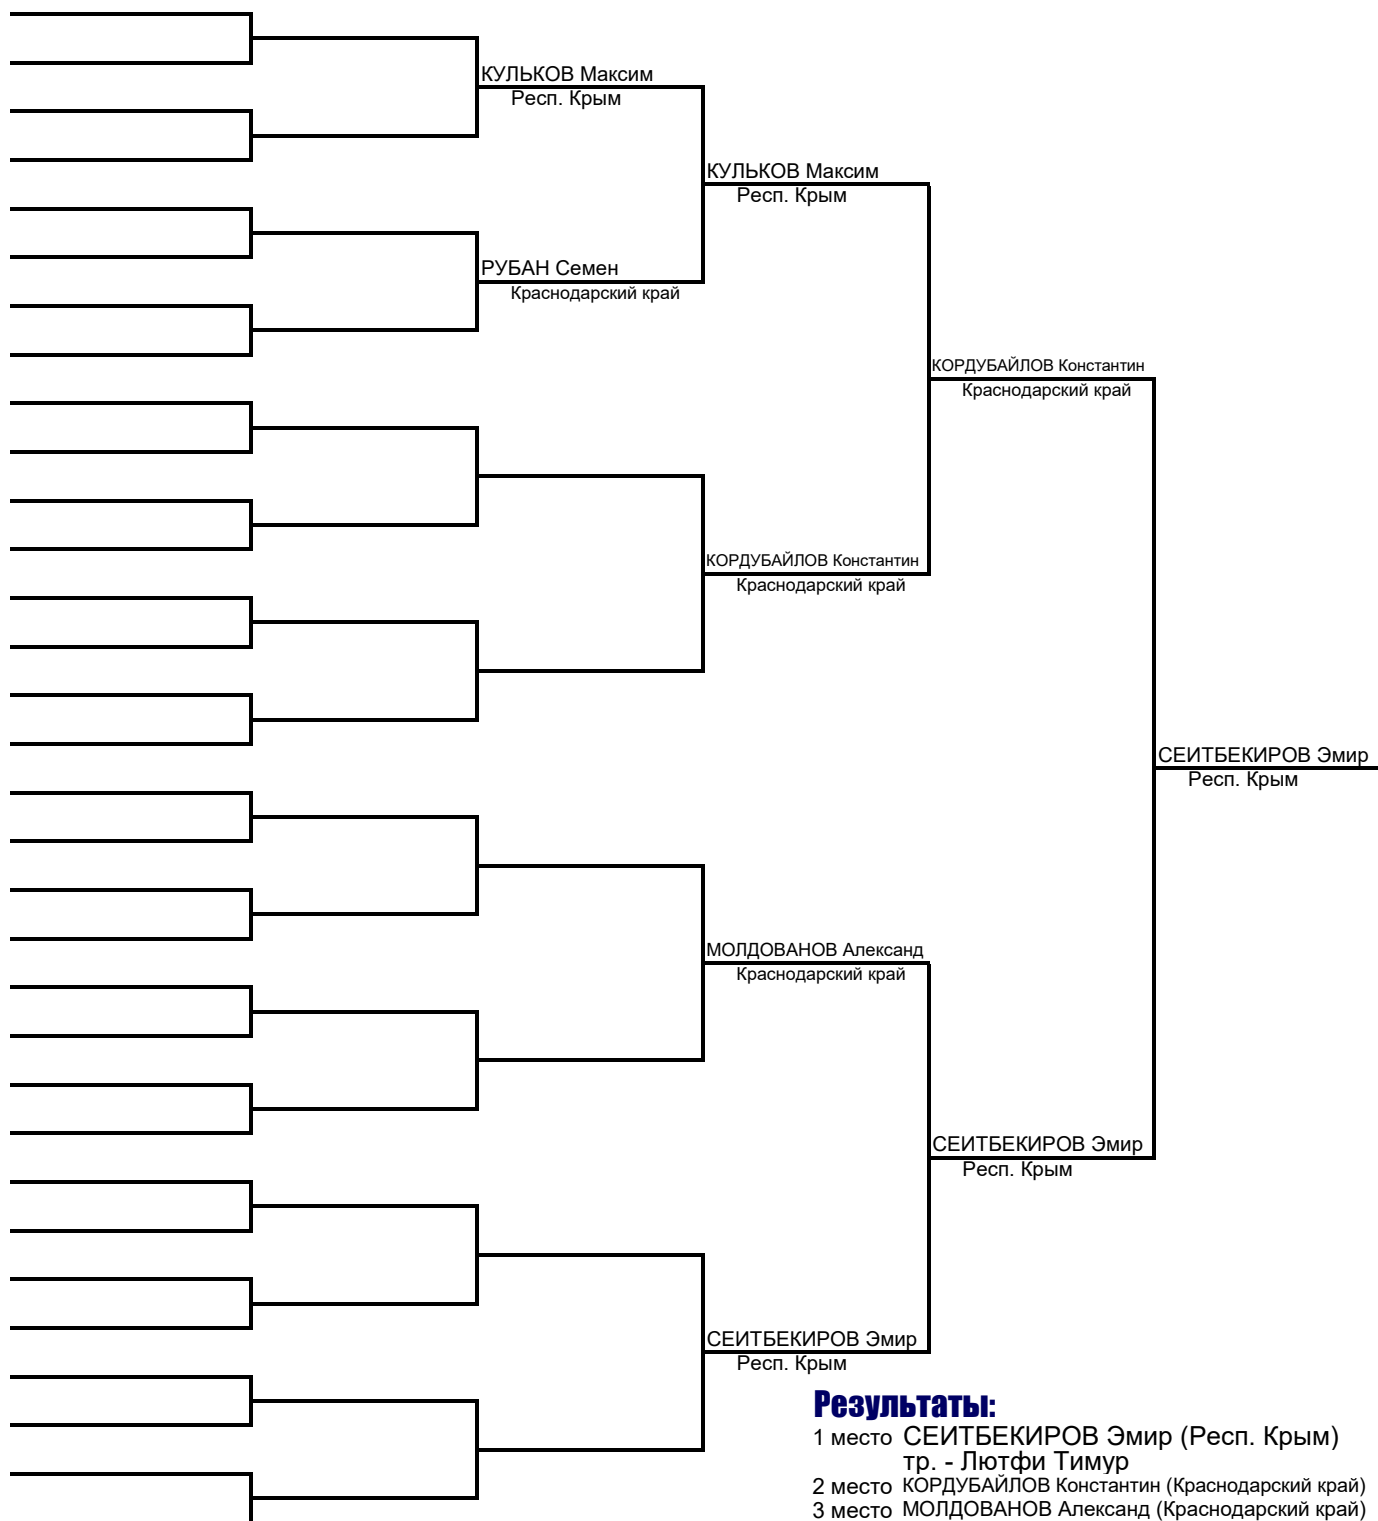 КУЛЬКОВ Максим
Респ. Крым
КУЛЬКОВ Максим
Респ. Крым
РУБАН Семен
Краснодарский край
КОРДУБАЙЛОВ Константин
Краснодарский край
КОРДУБАЙЛОВ Константин
Краснодарский край
СЕИТБЕКИРОВ Эмир
Респ. Крым
МОЛДОВАНОВ Александ
Краснодарский край
СЕИТБЕКИРОВ Эмир
Респ. Крым
СЕИТБЕКИРОВ Эмир
Респ. Крым
Результаты:
1 место СЕИТБЕКИРОВ Эмир (Респ. Крым)
тр. - Лютфи Тимур
2 место КОРДУБАЙЛОВ Константин (Краснодарский край)
3 место МОЛДОВАНОВ Александ (Краснодарский край)